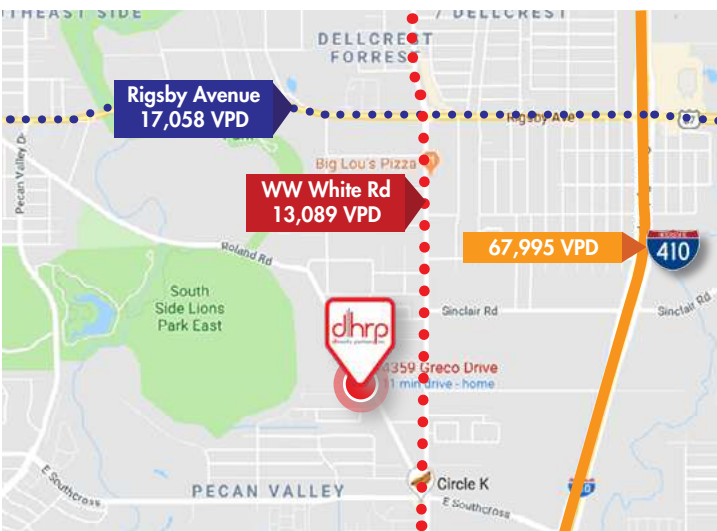 THEAST SIDE
/ DELLCREST
DELLCREST
FORREST
Rigsby Avenue
17,058 VPD
Rigsby Ave
87
Pecan Valley D
Big Lou's Pizza
WW White Rd
13,089 VPD
67,995 VPD
410
Roland Rd
South
Side Lions
Park East
Sinclair Rd
Sinclair Rd
dhrp
4359 Greco Drive
11 min drive - home
E Southcross
PECAN VALLEY
Circle K
E Southcross